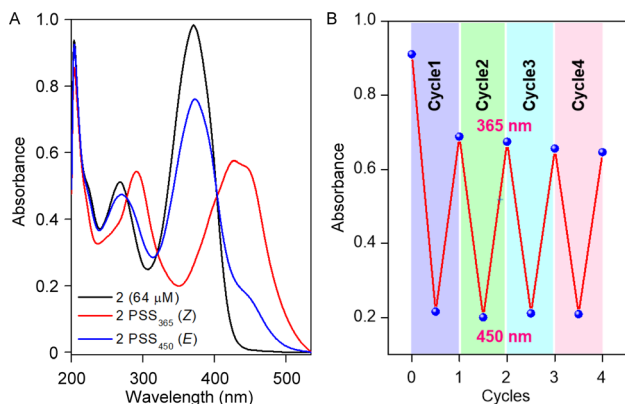 A
Absorbance
1.0
0.8
0.6
0.4
0.2
0.0
2 (64 μM)
2 PSS365 (Z)
2 PSS450 (E)
200
300
400
500
Wavelength (nm)
B
Absorbance
1.0
0.8
0.6
0.4
0.2
Cycle1
Cycle2
Cycle3
Cycle4
365 nm
450 nm
0
1
2
3
4
Cycles